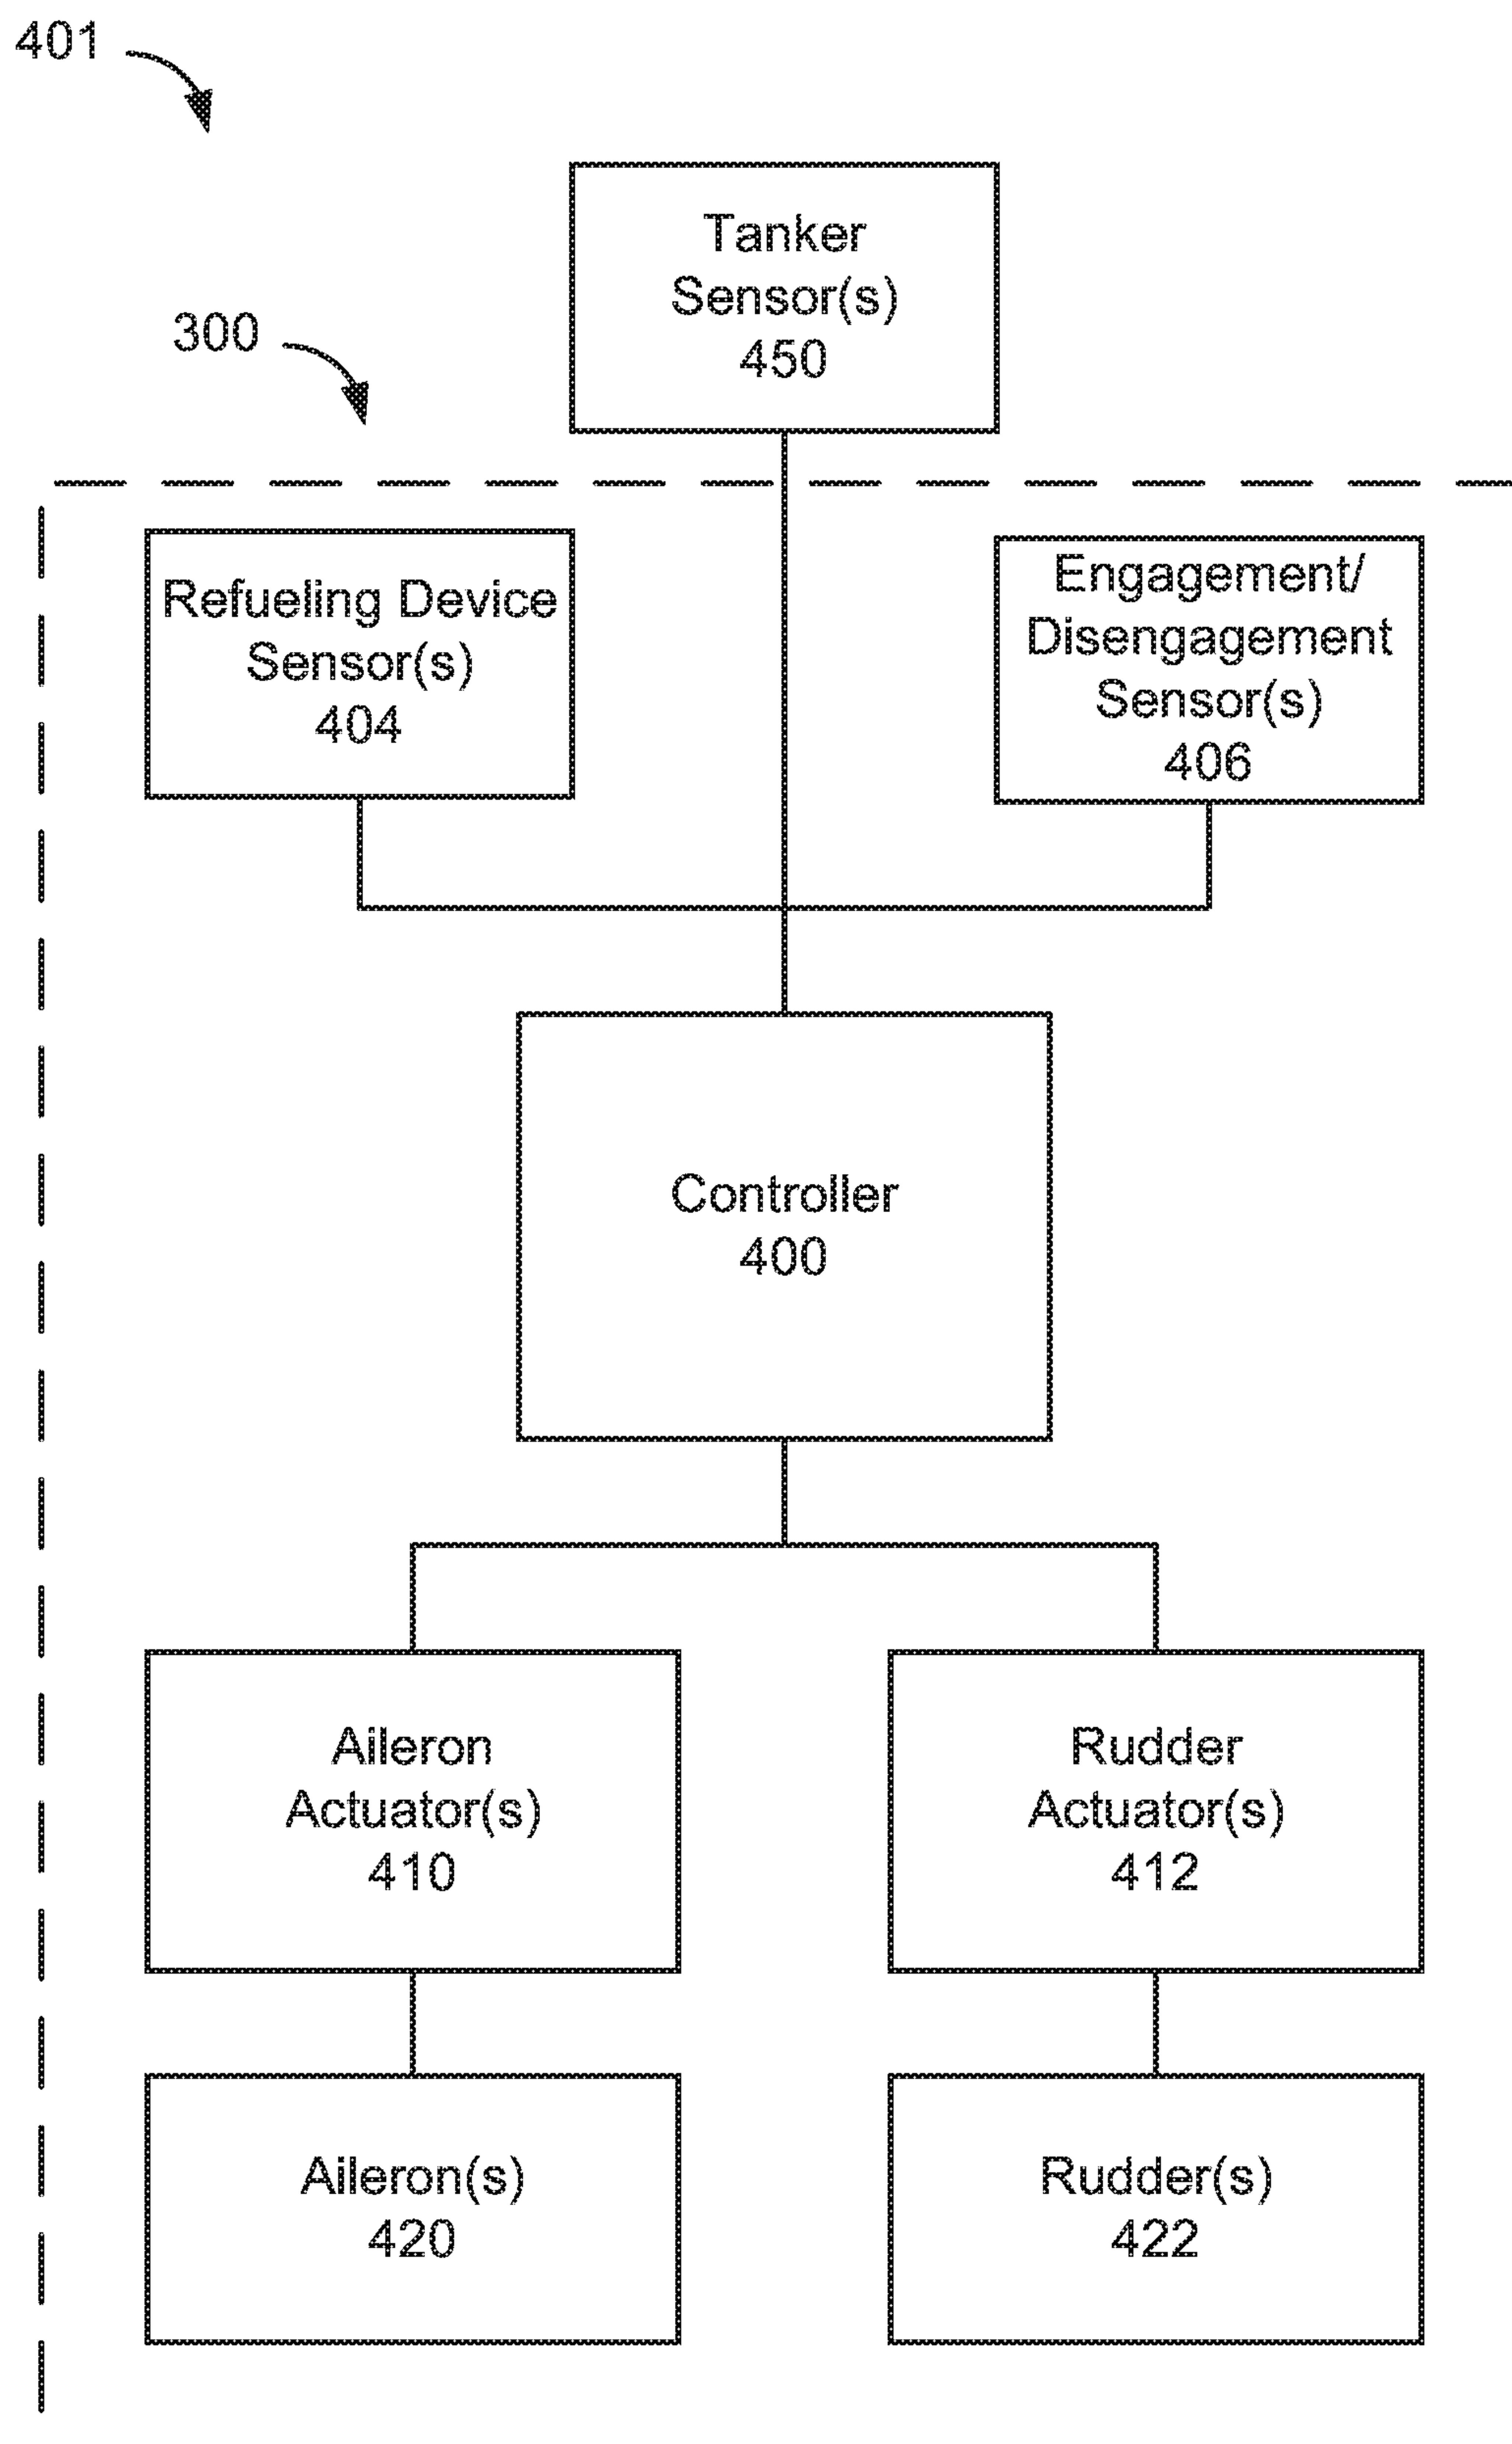 401
Tanker
Sensor(s)
450
300
Refueling Device
Sensor(s)
404
Engagement/
Disengagement
Sensor(s)
406
Controller
400
Aileron
Actuator(s)
410
Rudder
Actuator(s)
412
Aileron(s)
420
Rudder(s)
422